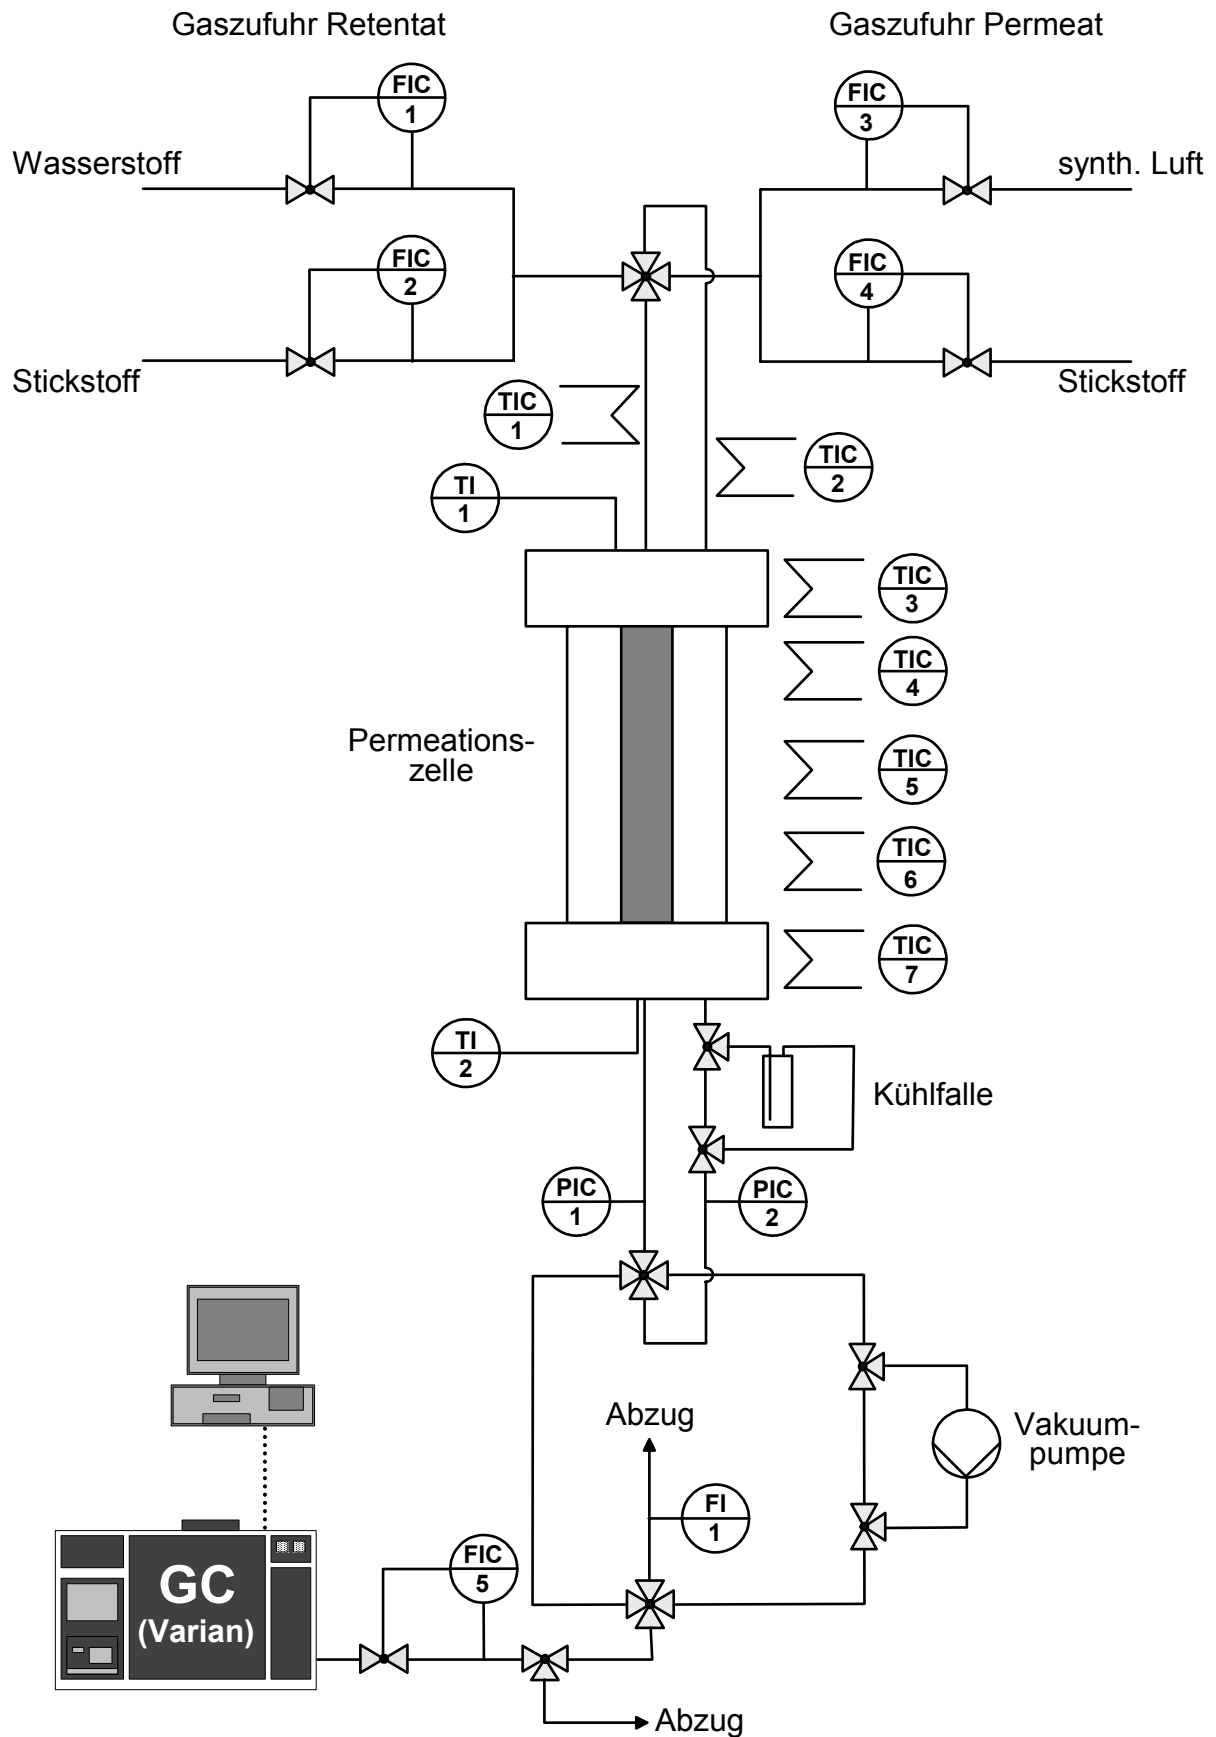 Gaszufuhr Retentat
Gaszufuhr Permeat
FIC
1
FIC
3
Wasserstoff
synth. Luft
FIC
2
FIC
4
Stickstoff
Stickstoff
TIC
1
TIC
2
TI
1
TIC
3
TIC
4
Permeations-
zelle
TIC
5
TIC
6
TIC
7
TI
2
Kühlfalle
PIC
1
PIC
2
Abzug
Vakuum-
pumpe
FI
1
FIC
5
GC
(Varian)
Abzug